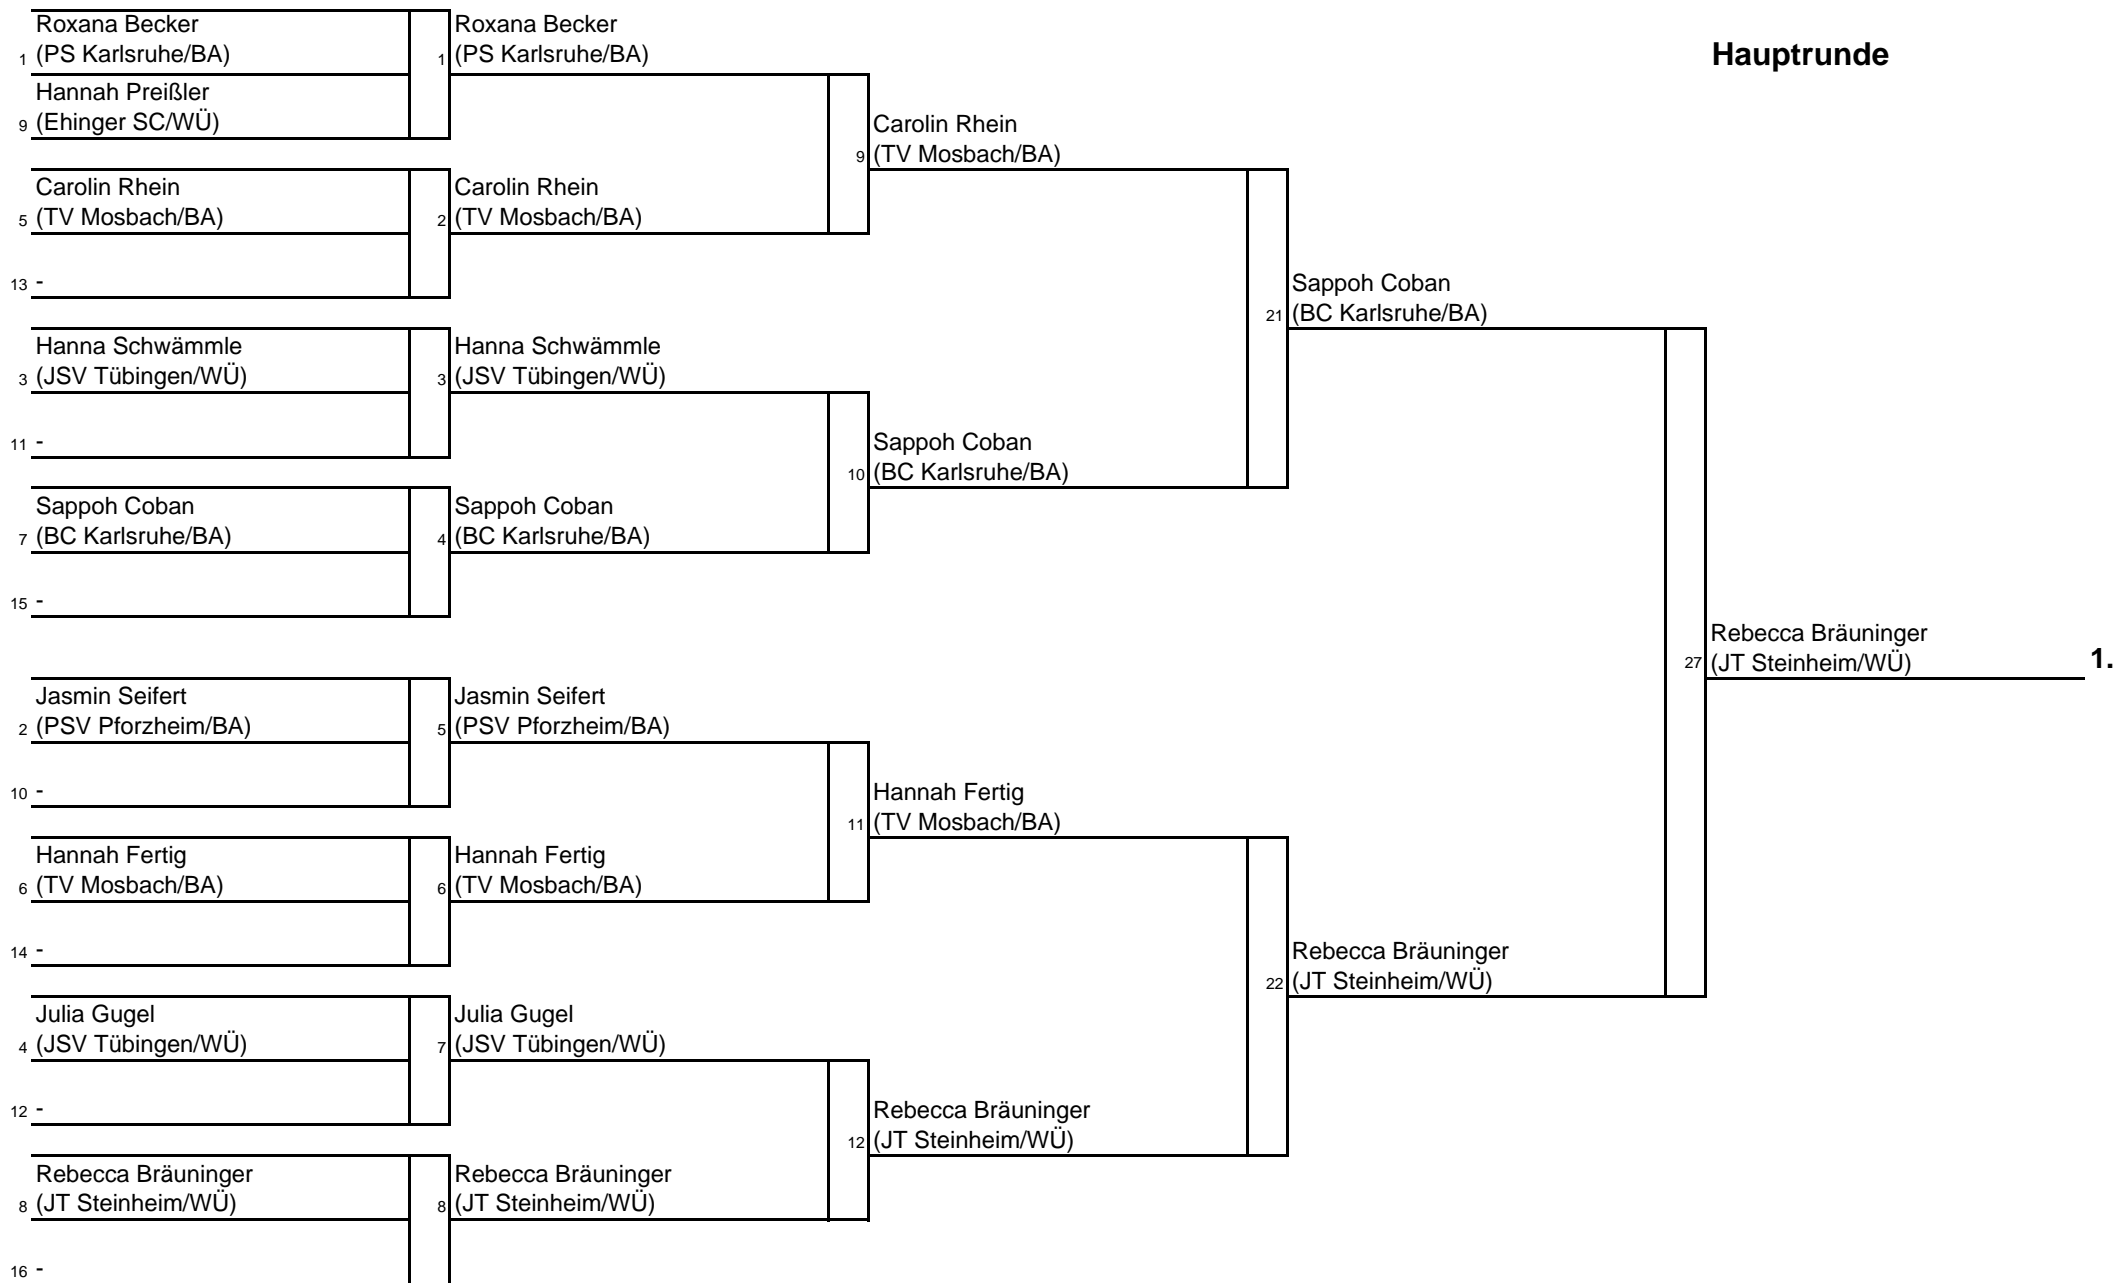 Hauptrunde
Roxana Becker
1 (PS Karlsruhe/BA)
Hannah Preißler
9 (Ehinger SC/WÜ)
Carolin Rhein
5 (TV Mosbach/BA)
13 -
Hanna Schwämmle
3 (JSV Tübingen/WÜ)
11 -
Sappoh Coban
7 (BC Karlsruhe/BA)
15 -
Jasmin Seifert
2 (PSV Pforzheim/BA)
10 -
Hannah Fertig
6 (TV Mosbach/BA)
14 -
Julia Gugel
4 (JSV Tübingen/WÜ)
12 -
Rebecca Bräuninger
8 (JT Steinheim/WÜ)
16 -
Roxana Becker
1 (PS Karlsruhe/BA)
Carolin Rhein
2 (TV Mosbach/BA)
Hanna Schwämmle
3 (JSV Tübingen/WÜ)
Sappoh Coban
4 (BC Karlsruhe/BA)
Jasmin Seifert
5 (PSV Pforzheim/BA)
Hannah Fertig
6 (TV Mosbach/BA)
Julia Gugel
7 (JSV Tübingen/WÜ)
Rebecca Bräuninger
8 (JT Steinheim/WÜ)
Carolin Rhein
9 (TV Mosbach/BA)
Sappoh Coban
10 (BC Karlsruhe/BA)
Hannah Fertig
11 (TV Mosbach/BA)
Rebecca Bräuninger
12 (JT Steinheim/WÜ)
Sappoh Coban
21 (BC Karlsruhe/BA)
Rebecca Bräuninger
22 (JT Steinheim/WÜ)
Rebecca Bräuninger
27 (JT Steinheim/WÜ) 1.